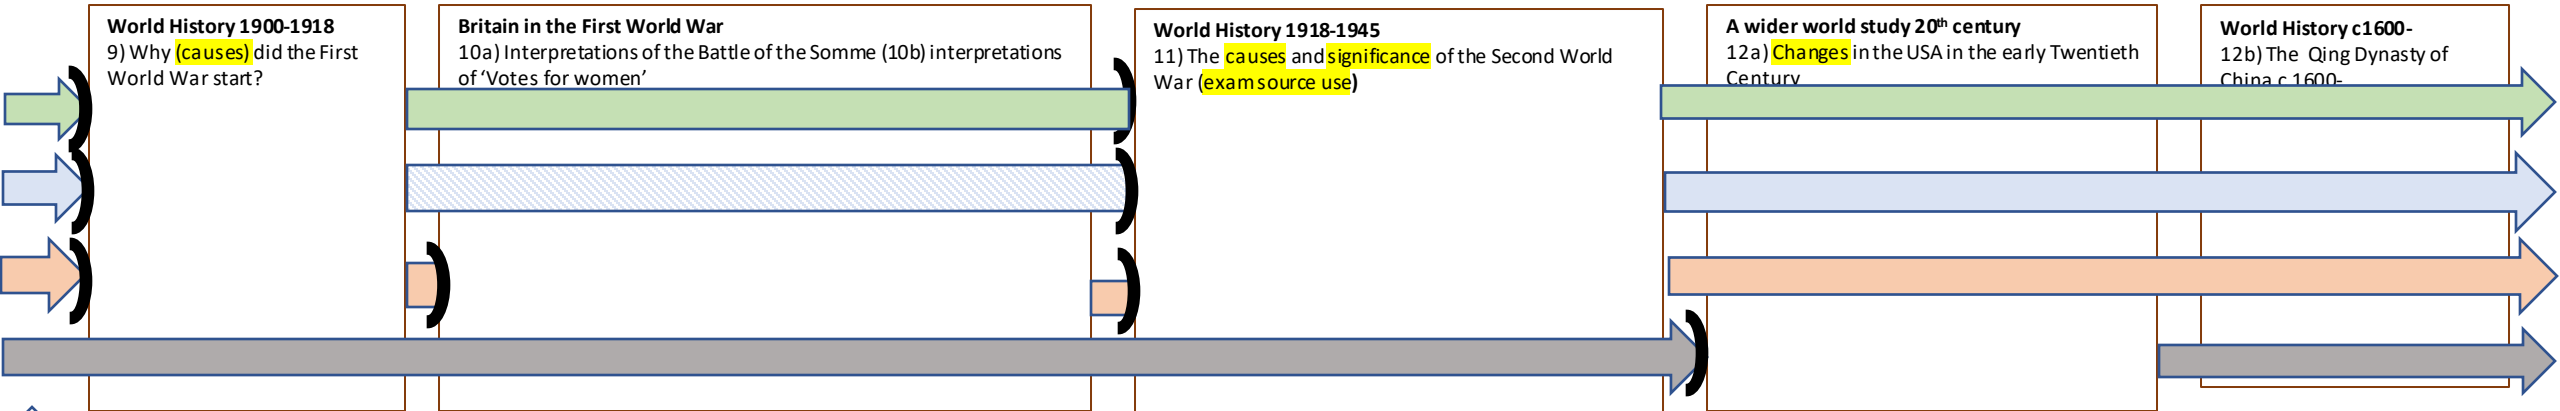 World History 1900-1918
9) Why (causes) did the First
World War start?
Britain in the First World War
10a) Interpretations of the Battle of the Somme (10b) interpretations
of ‘Votes for women’
World History 1918-1945
11) The causes and significance of the Second World
War (exam source use)
A wider world study 20th century
12a) Changes in the USA in the early Twentieth
Century
World History c1600-
12b) The Qing Dynasty of
China c 1600-